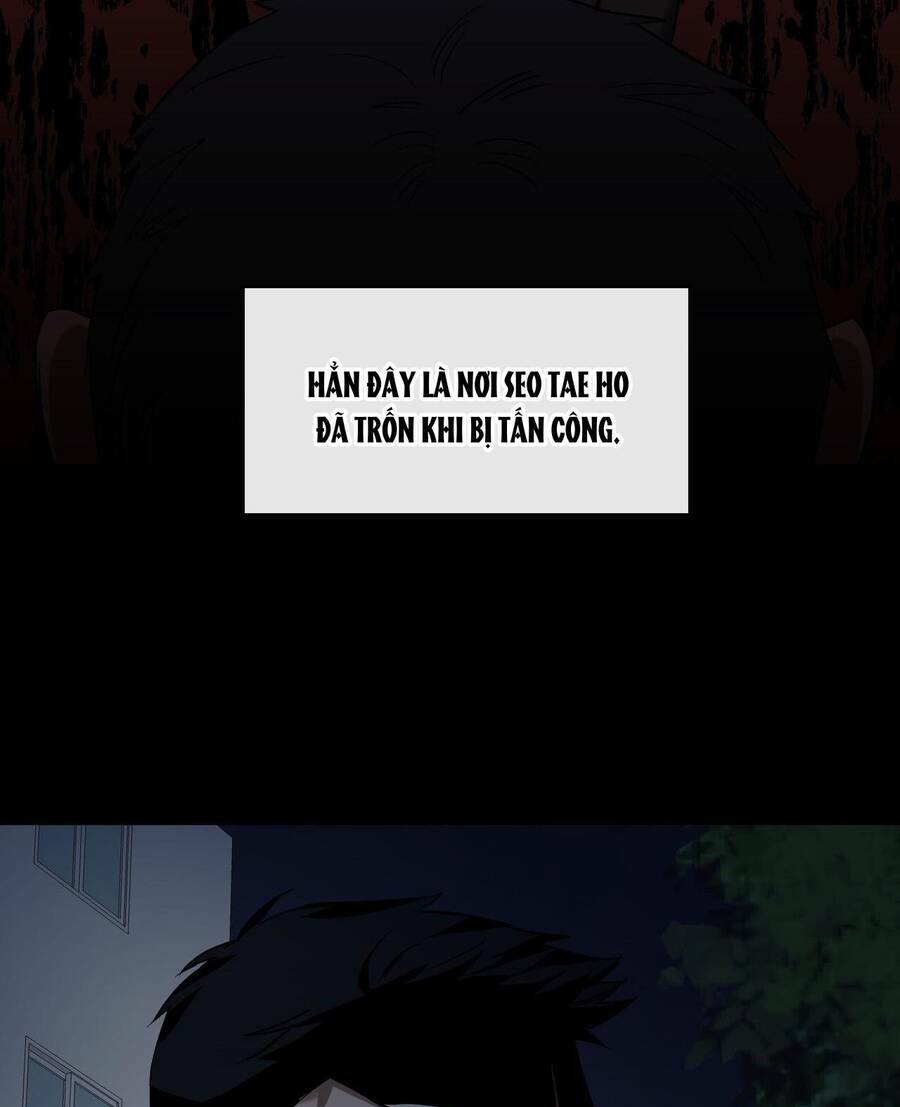 HẲN ĐÂY LÀ NƠI SEO TAE HO
ĐÃ TRỐN KHI BỊ TẤN CÔNG.